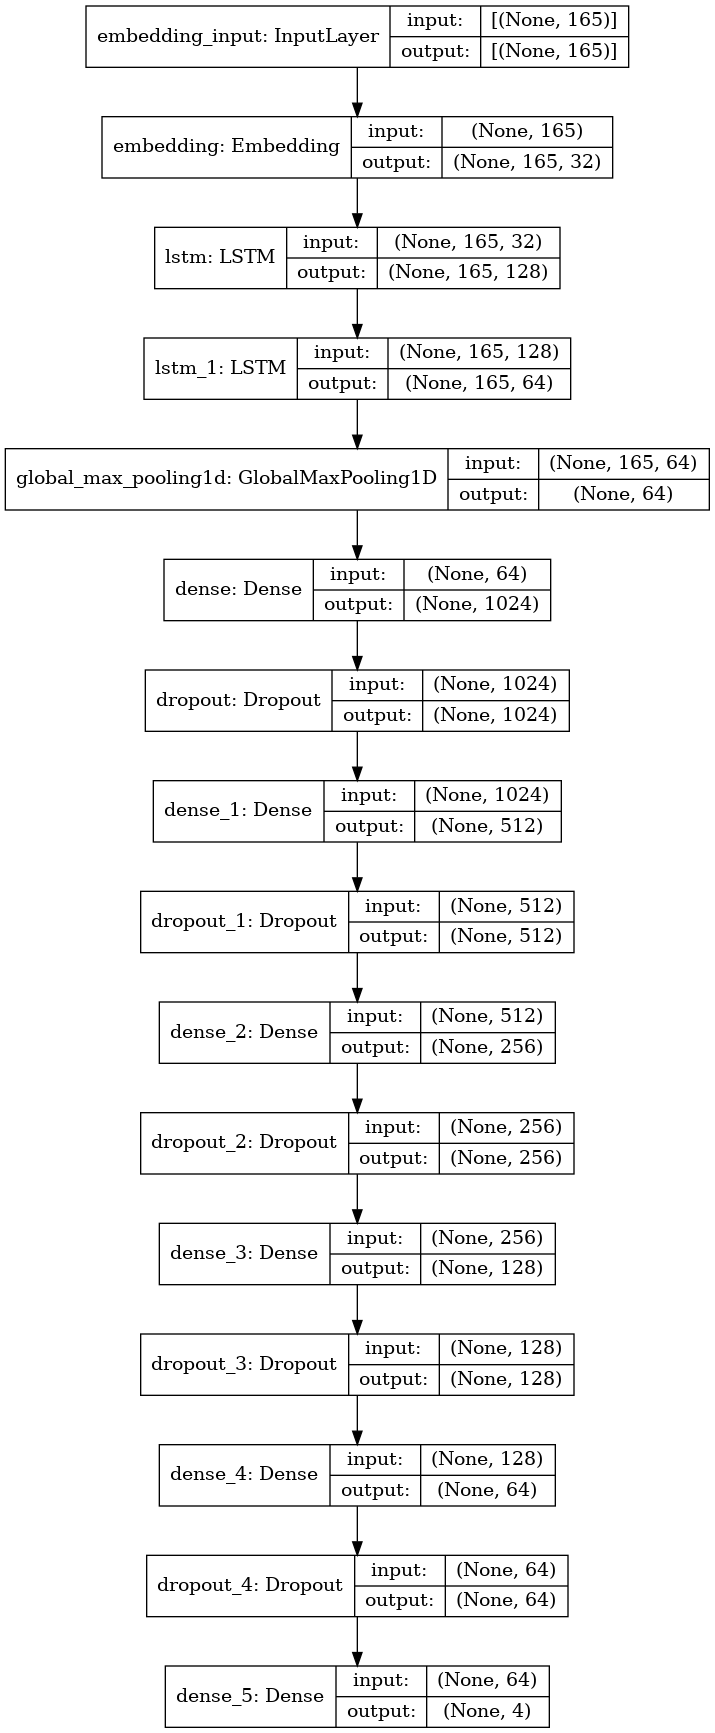 embedding_input: InputLayer input: [(None, 165)]
output: [(None, 165)]
embedding: Embedding input: (None, 165)
output: (None, 165, 32)
lstm: LSTM input: (None, 165, 32)
output: (None, 165, 128)
lstm_1: LSTM input: (None, 165, 128)
output: (None, 165, 64)
global_max_pooling1d: GlobalMaxPooling1D input: (None, 165, 64)
output: (None, 64)
dense: Dense input: (None, 64)
output: (None, 1024)
dropout: Dropout input: (None, 1024)
output: (None, 1024)
dense_1: Dense input: (None, 1024)
output: (None, 512)
dropout_1: Dropout input: (None, 512)
output: (None, 512)
dense_2: Dense input: (None, 512)
output: (None, 256)
dropout_2: Dropout input: (None, 256)
output: (None, 256)
dense_3: Dense input: (None, 256)
output: (None, 128)
dropout_3: Dropout input: (None, 128)
output: (None, 128)
dense_4: Dense input: (None, 128)
output: (None, 64)
dropout_4: Dropout input: (None, 64)
output: (None, 64)
dense_5: Dense input: (None, 64)
output: (None, 4)